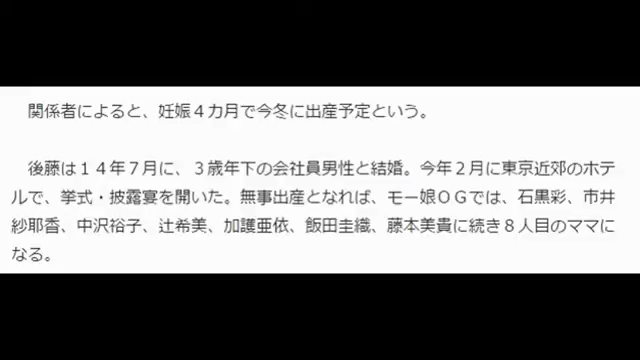 関係者によると、妊娠４カ月で今冬に出産予定という。
後藤は１４年７月に、３歳年下の会社員男性と結婚。今年２月に東京近郊のホテ
ルで、挙式・披露宴を開いた。無事出産となれば、モー娘ＯＧでは、石黒彩、市井
紗耶香、中沢裕子、辻希美、加護亜依、飯田圭織、藤本美貴に続き８人目のママに
なる。